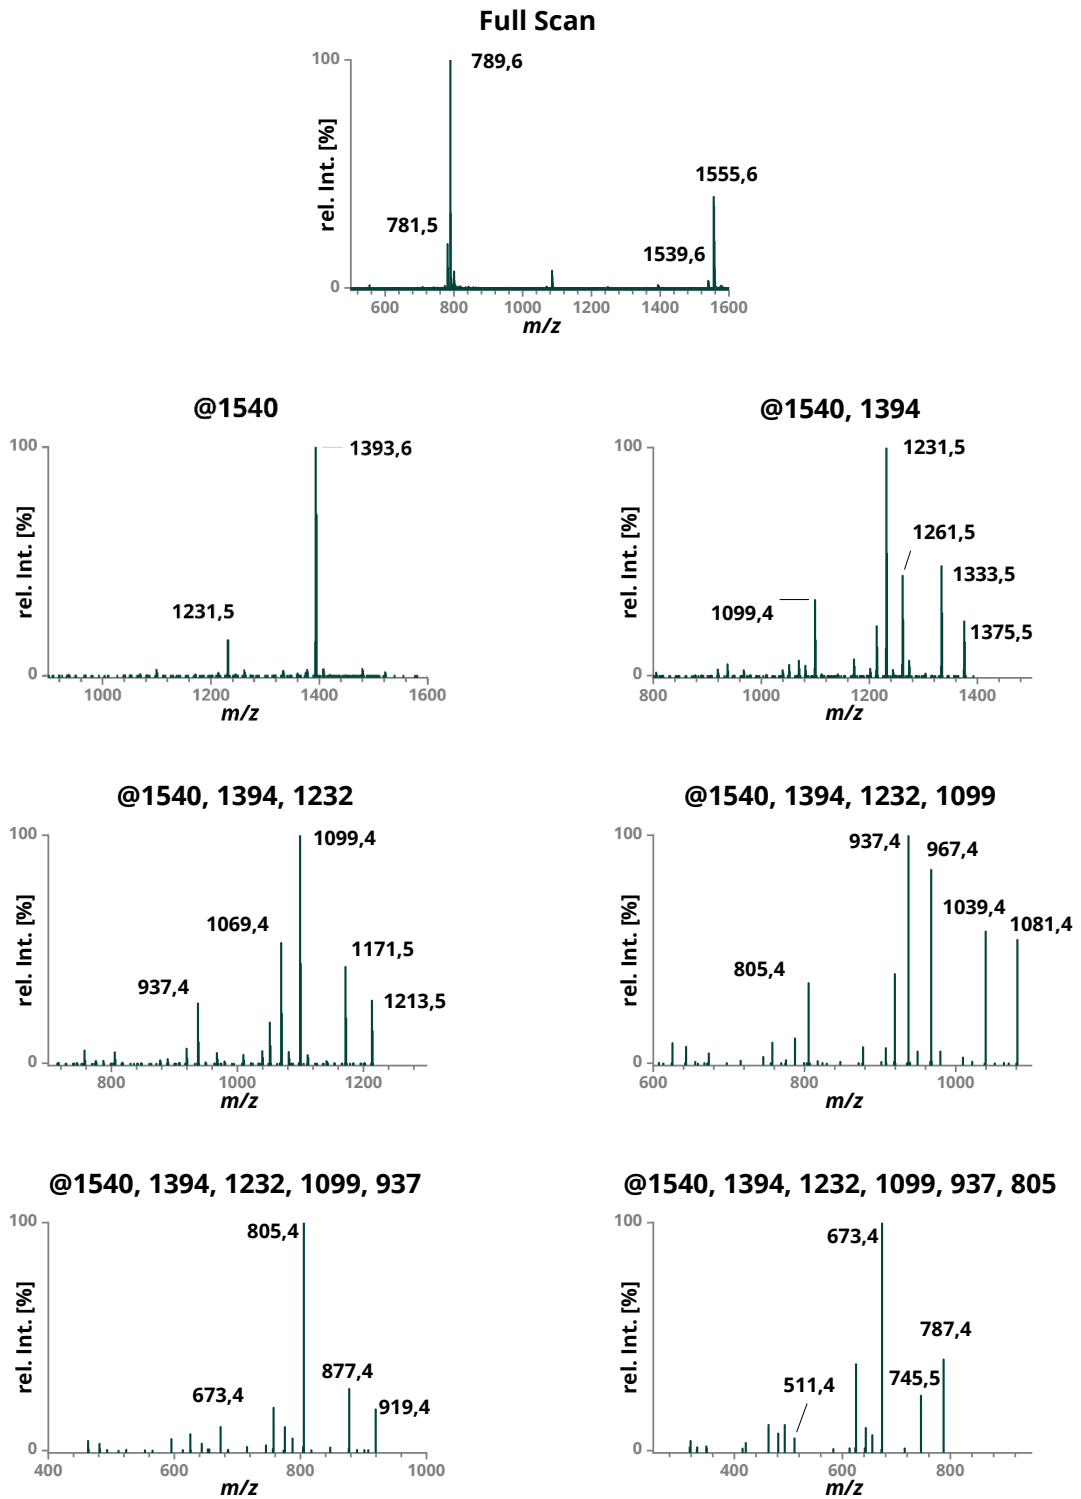 Full Scan
100
789,6
1555,6
781,5
1539,6
rel. Int. [%]
0
600 800 1000 1200 1400 1600
m/z
@1540
100
1393,6
1231,5
rel. Int. [%]
0
1000 1200 1400 1600
m/z
@1540, 1394
100
1231,5
1261,5
1333,5
1099,4
1375,5
rel. Int. [%]
0
800 1000 1200 1400
m/z
@1540, 1394, 1232
100
1099,4
1069,4
1171,5
937,4
1213,5
rel. Int. [%]
0
800 1000 1200
m/z
@1540, 1394, 1232, 1099
100
937,4
967,4
1039,4
1081,4
805,4
rel. Int. [%]
0
600 800 1000
m/z
@1540, 1394, 1232, 1099, 937
100
805,4
877,4
673,4
919,4
rel. Int. [%]
0
400 600 800 1000
m/z
@1540, 1394, 1232, 1099, 937, 805
100
673,4
787,4
745,5
511,4
rel. Int. [%]
0
400 600 800
m/z